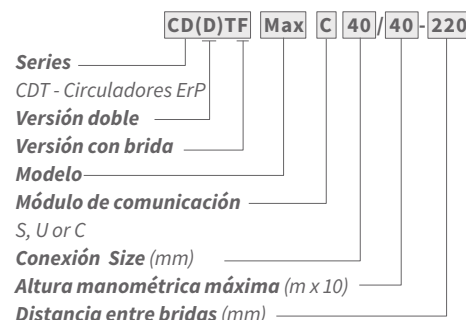 CD(D)TF Max C 40/40-220
Series
CDT - Circuladores ErP
Versión doble
Versión con brida
Modelo
Módulo de comunicación
S, U or C
Conexión Size (mm)
Altura manométrica máxima (m x 10)
Distancia entre bridas (mm)